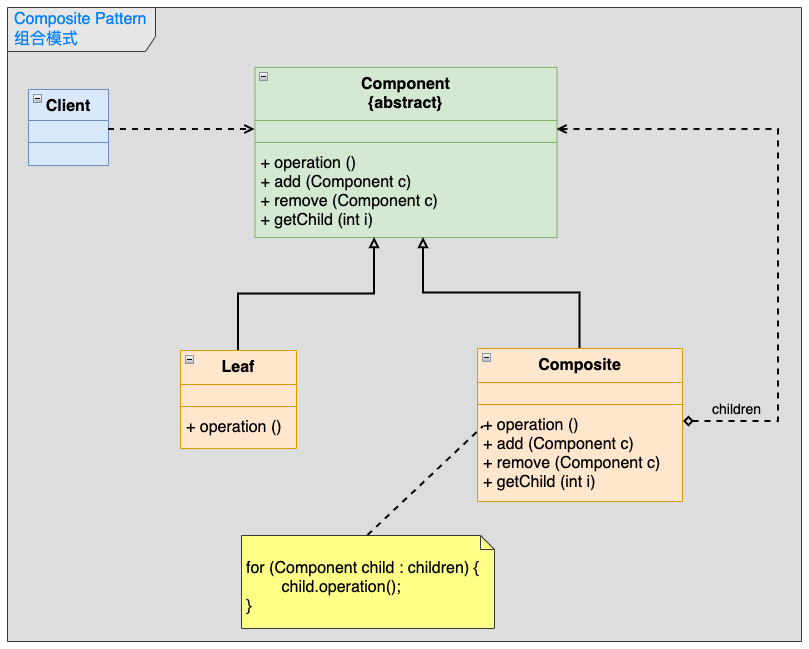 Composite Pattern
组合模式
Client
Component
{abstract}
+ operation ()
+ add (Component c)
+ remove (Component c)
+ getChild (int i)
Leaf
+ operation ()
Composite
+ operation ()
+ add (Component c)
+ remove (Component c)
+ getChild (int i)
children
for (Component child : children) {
child.operation();
}